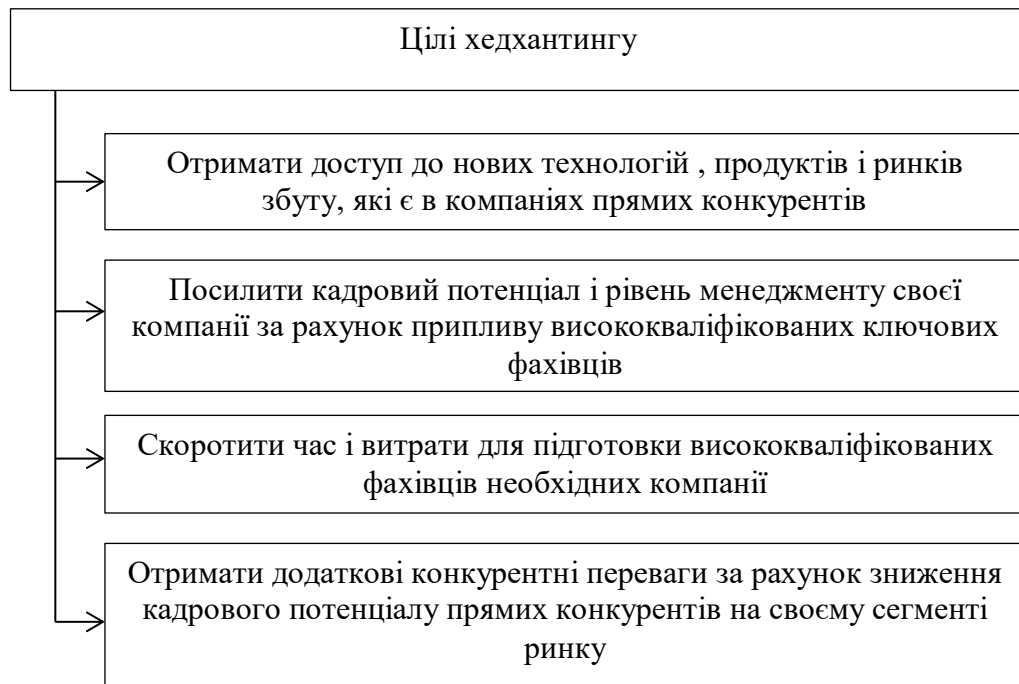 Цілі хедхантингу
Отримати доступ до нових технологій , продуктів і ринків
збуту, які є в компаніях прямих конкурентів
Посилити кадровий потенціал і рівень менеджменту своєї
компанії за рахунок припливу висококваліфікованих ключових
фахівців
Скоротити час і витрати для підготовки висококваліфікованих
фахівців необхідних компанії
Отримати додаткові конкурентні переваги за рахунок зниження
кадрового потенціалу прямих конкурентів на своєму сегменті
ринку